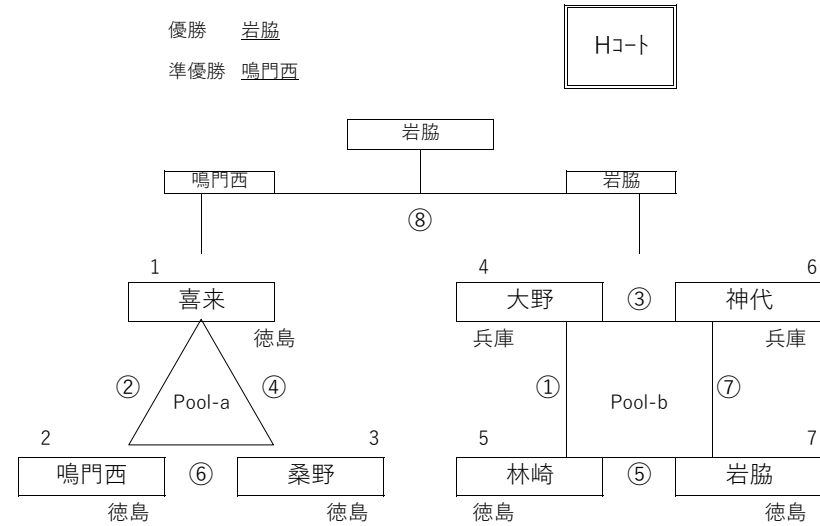 優勝 岩脇
Hコート
準優勝 鳴門西
岩脇
鳴門西 岩脇
⑧
1 4 6
喜来 大野 ③ 神代
徳島 兵庫 兵庫
② ④ ① ⑦
Pool-a Pool-b
2 3 5 7
鳴門西 ⑥ 桑野 林崎 ⑤ 岩脇
徳島 徳島 徳島 徳島